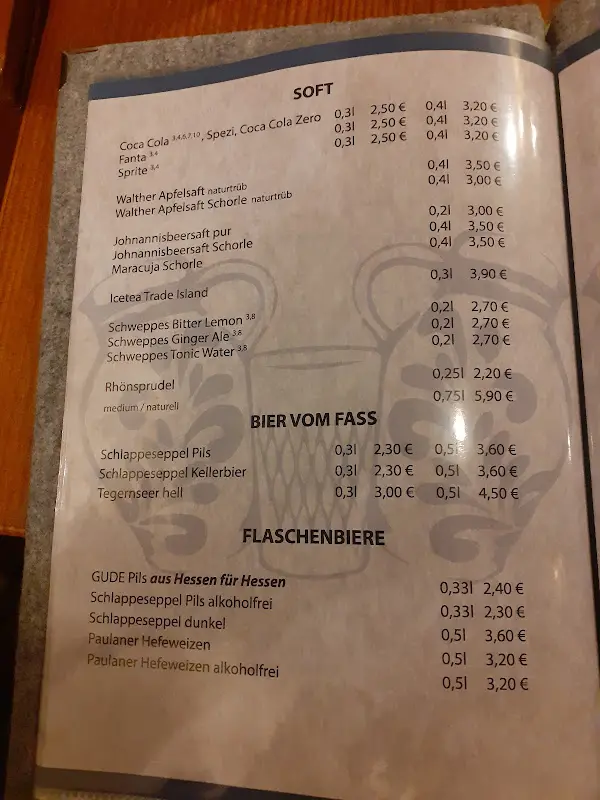 SOFT
Coca Cola 3,4,6,7,10, Spezi, Coca Cola Zero 0,3l 2,50 € 0,4l 3,20 €
Fanta 3,4 0,3l 2,50 € 0,4l 3,20 €
Sprite 3,4 0,3l 2,50 € 0,4l 3,20 €
Walther Apfelsaft naturtrüb 0,4l 3,50 €
Walther Apfelsaft Schorle naturtrüb 0,4l 3,00 €
Johnannisbeersaft pur 0,2l 3,00 €
Johnannisbeersaft Schorle 0,4l 3,50 €
Maracuja Schorle 0,4l 3,50 €
Icetea Trade Island 0,3l 3,90 €
Schweppes Bitter Lemon 3,8 0,2l 2,70 €
Schweppes Ginger Ale 3,8 0,2l 2,70 €
Schweppes Tonic Water 3,8 0,2l 2,70 €
Rhönsprudel 0,25l 2,20 €
medium / naturell 0,75l 5,90 €
BIER VOM FASS
Schlappeseppel Pils 0,3l 2,30 € 0,5l 3,60 €
Schlappeseppel Kellerbier 0,3l 2,30 € 0,5l 3,60 €
Tegernseer hell 0,3l 3,00 € 0,5l 4,50 €
FLASCHENBIERE
GUDE Pils aus Hessen für Hessen 0,33l 2,40 €
Schlappeseppel Pils alkoholfrei 0,33l 2,30 €
Schlappeseppel dunkel 0,5l 3,60 €
Paulaner Hefeweizen 0,5l 3,20 €
Paulaner Hefeweizen alkoholfrei 0,5l 3,20 €